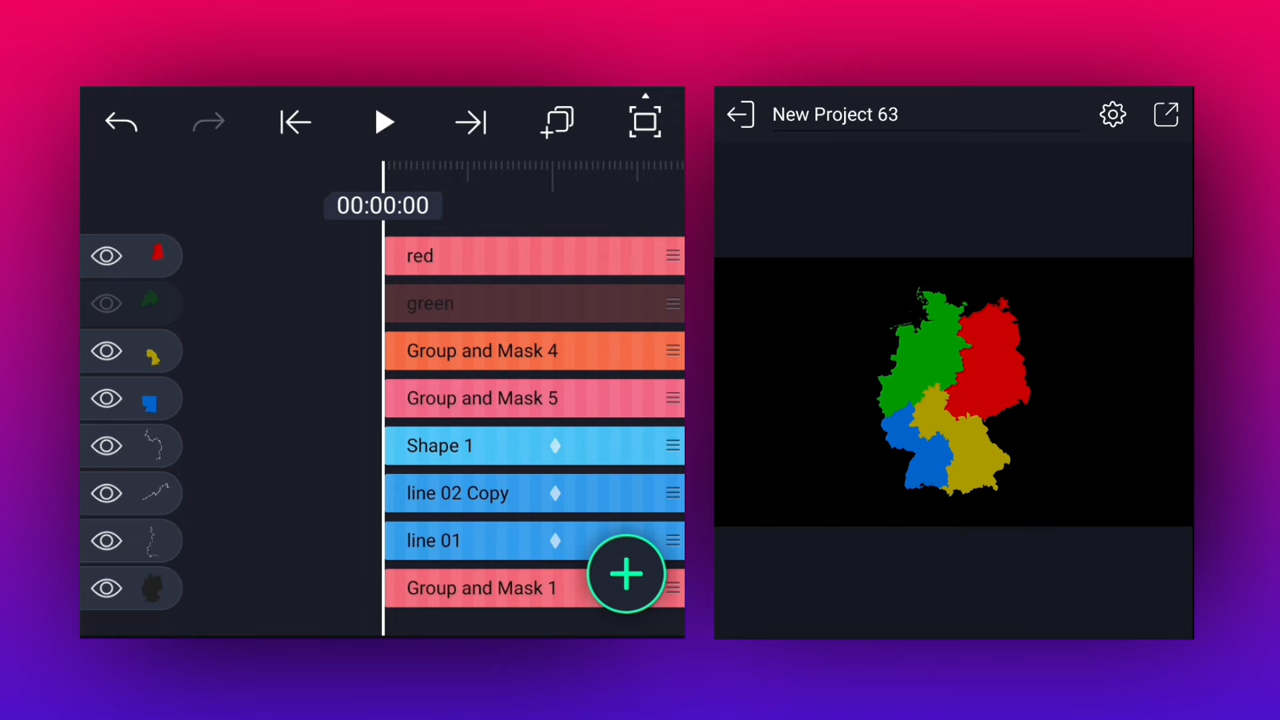 New Project 63
00:00:00
red
green
Group and Mask 4
Group and Mask 5
Shape 1
line 02 Copy
line 01
Group and Mask 1